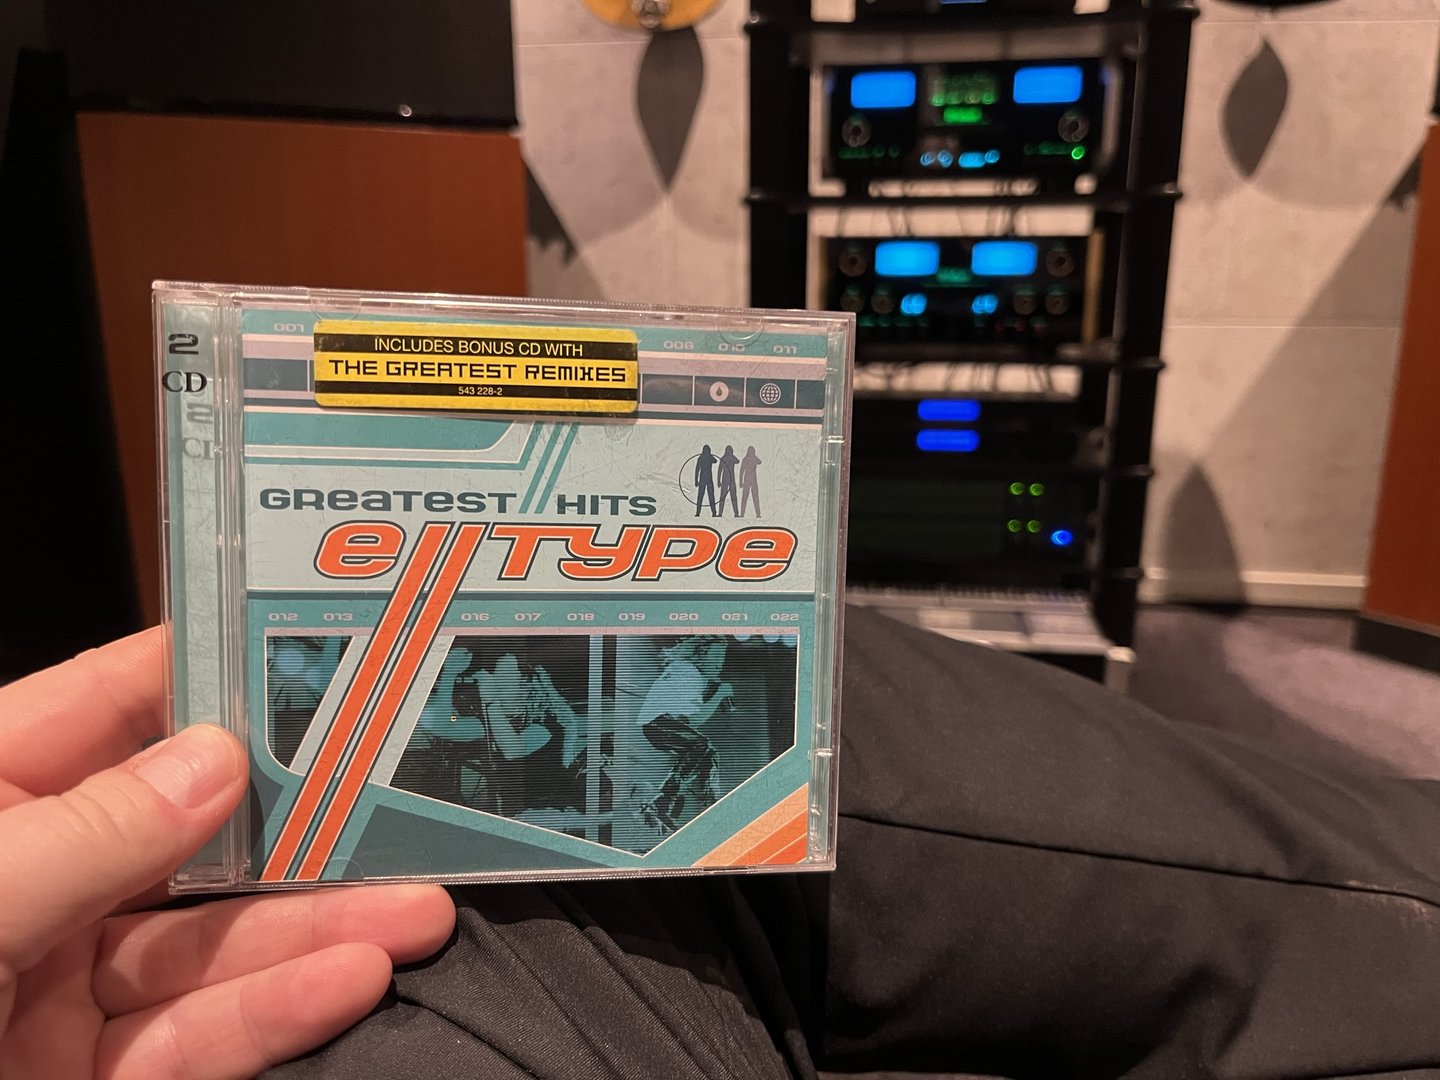 2
CD
001
008 010 011
INCLUDES BONUS CD WITH
THE GREATEST REMIXES
543 228-2
GREATEST // HITS
e//TYPE
012 013 016 017 018 019 020 021 022